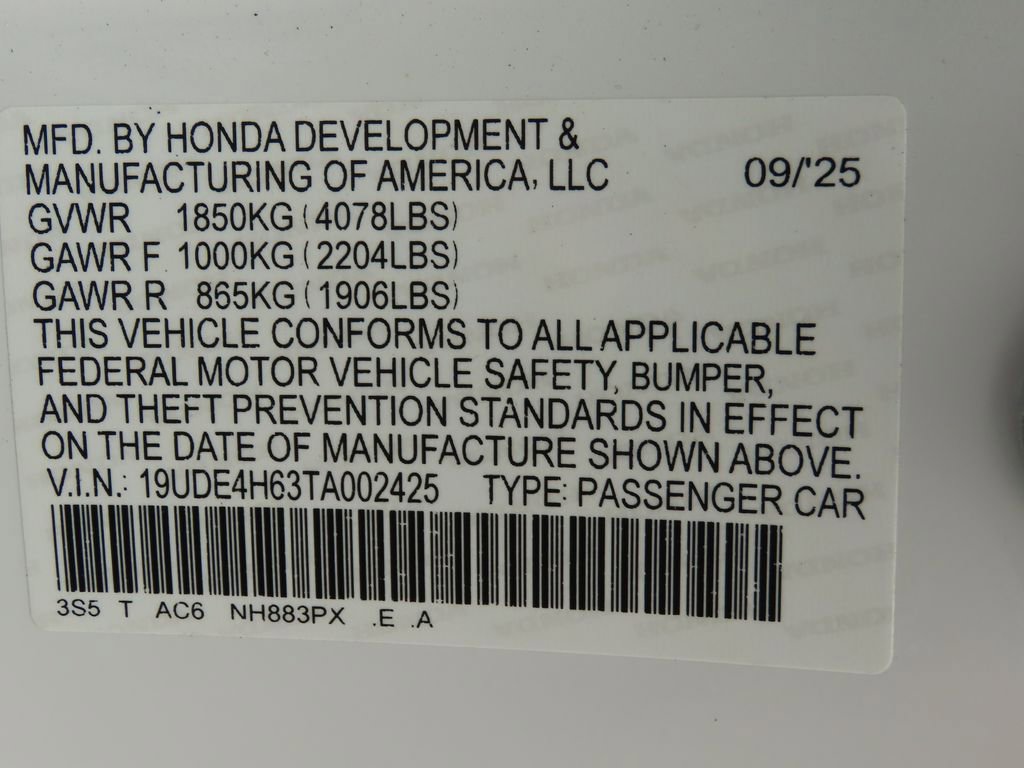 MFD. BY HONDA DEVELOPMENT &
MANUFACTURING OF AMERICA, LLC 09/'25
GVWR 1850KG (4078LBS)
GAWR F 1000KG (2204LBS)
GAWR R 865KG (1906LBS)
THIS VEHICLE CONFORMS TO ALL APPLICABLE
FEDERAL MOTOR VEHICLE SAFETY, BUMPER,
AND THEFT PREVENTION STANDARDS IN EFFECT
ON THE DATE OF MANUFACTURE SHOWN ABOVE.
V.I.N.: 19UDE4H63TA002425 TYPE: PASSENGER CAR
3S5 T AC6 NH883PX .E .A